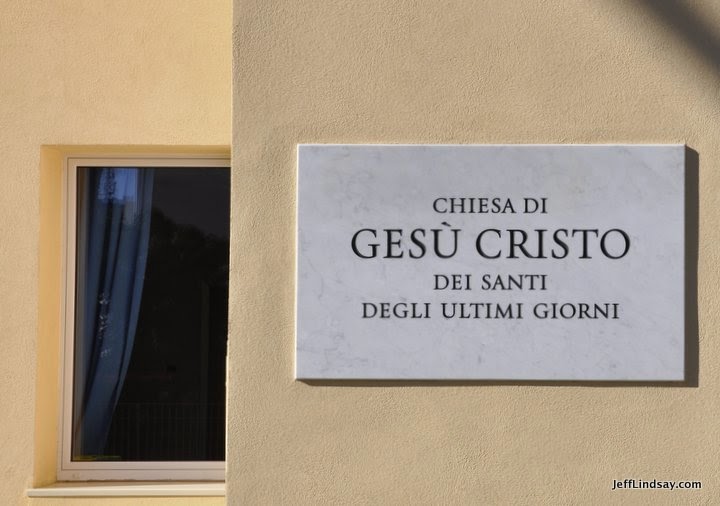 CHIESA DI
GESÙ CRISTO
DEI SANTI
DEGLI ULTIMI GIORNI
JeffLindsay.com